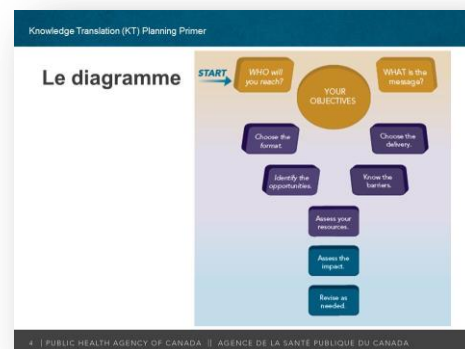 Knowledge Translation (KT) Planning Primer
Le diagramme
START
WHO will
you reach?
YOUR
OBJECTIVES
WHAT is the
message?
Choose the
format.
Choose the
delivery.
Identify the
opportunities.
Know the
barriers.
Assess your
resources.
Assess the
impact.
Revise as
needed.
4 | PUBLIC HEALTH AGENCY OF CANADA || AGENCE DE LA SANTÉ PUBLIQUE DU CANADA